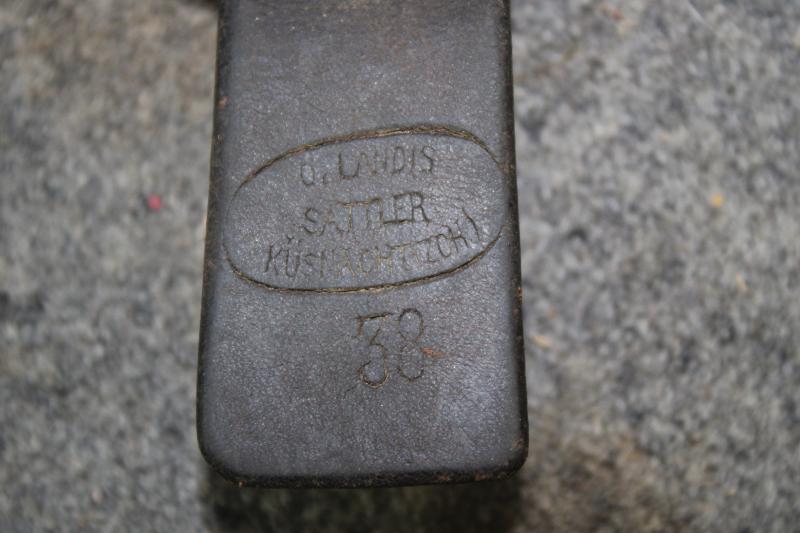 O. LANDIS
SATTLER
KÜSNACHT (ZCH)
38